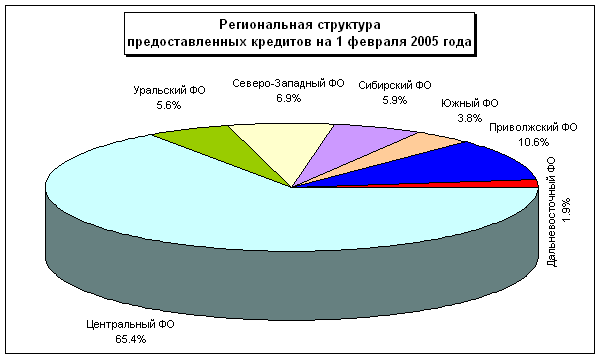 Региональная структура
предоставленных кредитов на 1 февраля 2005 года
Уральский ФО
5.6%
Северо-Западный ФО
6.9%
Сибирский ФО
5.9%
Южный ФО
3.8%
Приволжский ФО
10.6%
Дальневосточный ФО
1.9%
Центральный ФО
65.4%